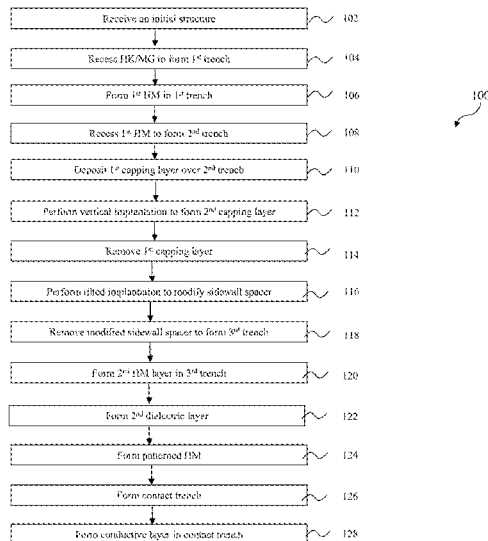 Receive an initial structure 102
Recess HK/MG to form 1st trench 104
Form 1st HM in 1st trench 106
100
Recess 1st HM to form 2nd trench 108
Deposit 1st capping layer over 2nd trench 110
Perform vertical implantation to form 2nd capping layer 112
Remove 1st capping layer 114
Perform tilted implantation to modify sidewall spacer 116
Remove modified sidewall spacer to form 3rd trench 118
Form 2nd HM layer in 3rd trench 120
Form 2nd dielectric layer 122
Form patterned HM 124
Form contact trench 126
Form conductive layer in contact trench 128